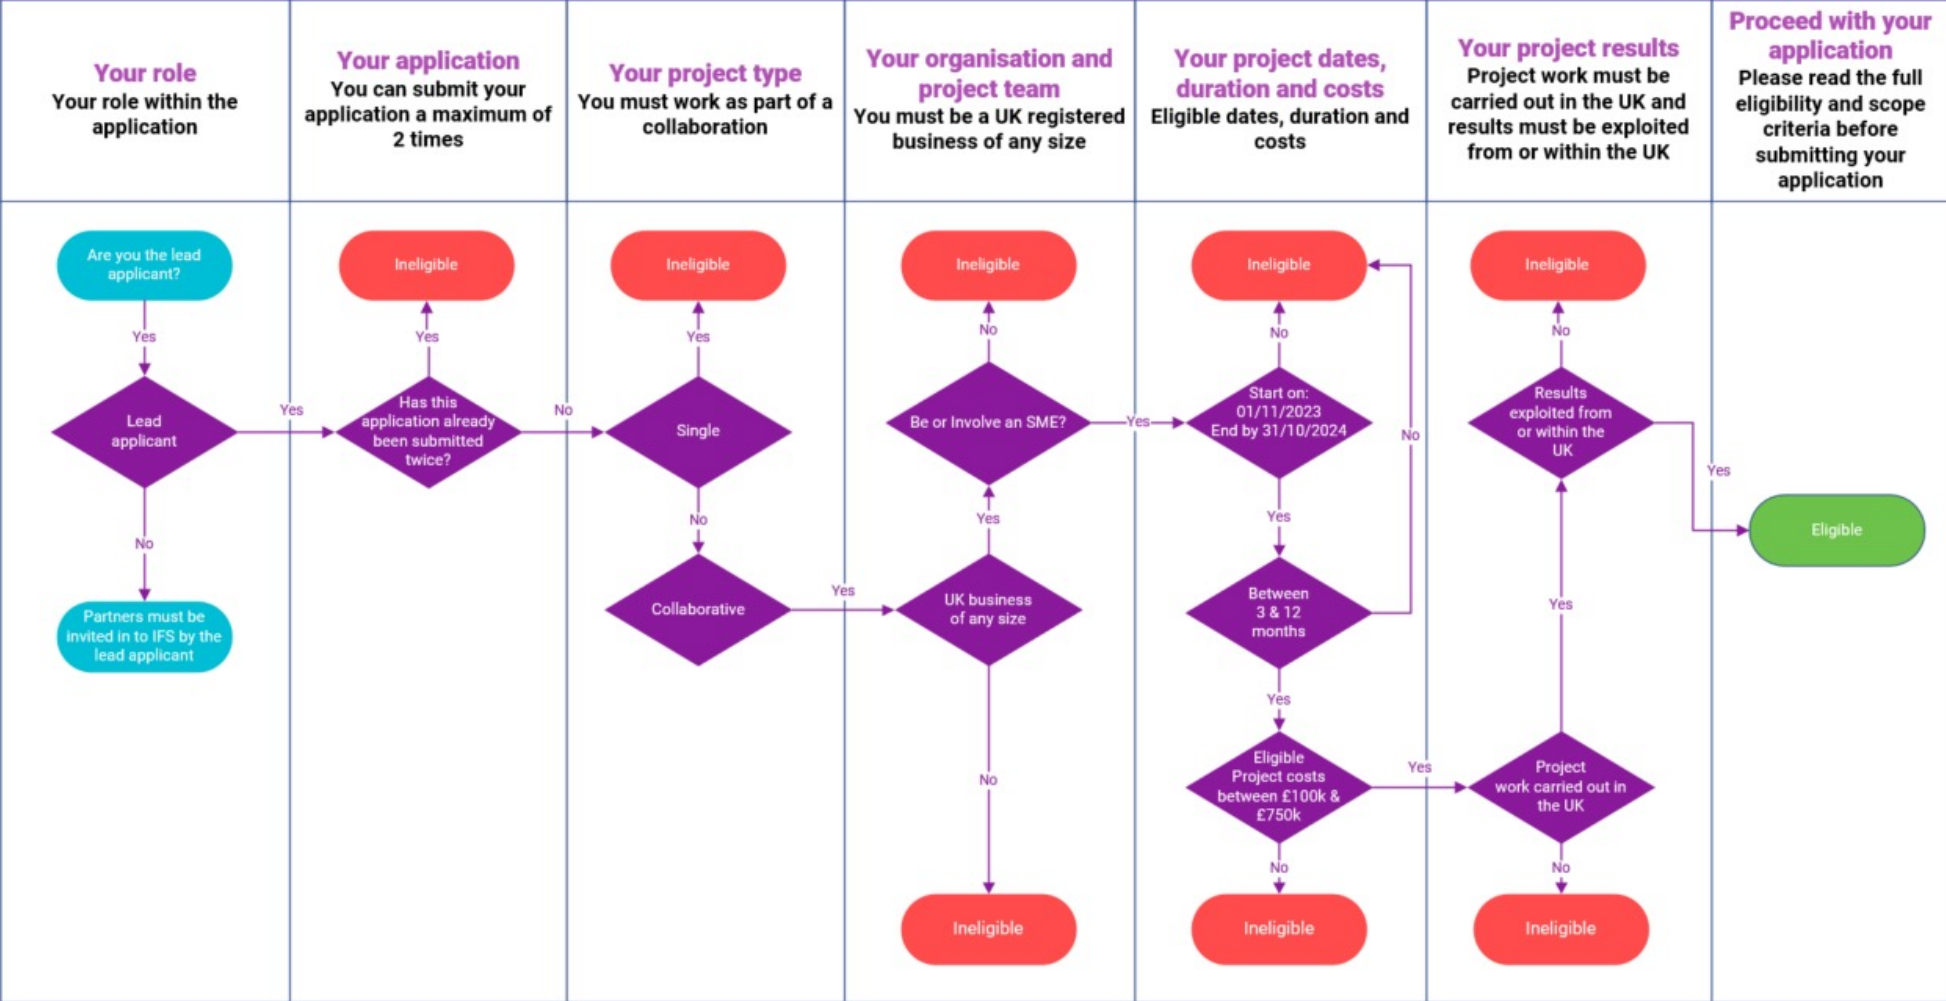 Your role
Your role within the
application
Your application
You can submit your
application a maximum of
2 times
Your project type
You must work as part of a
collaboration
Your organisation and
project team
You must be a UK registered
business of any size
Your project dates,
duration and costs
Eligible dates, duration and
costs
Your project results
Project work must be
carried out in the UK and
results must be exploited
from or within the UK
Proceed with your
application
Please read the full
eligibility and scope
criteria before
submitting your
application
Are you the lead
applicant?
Yes
Lead
applicant
Yes
No
Partners must be
invited in to IFS by the
lead applicant
Ineligible
Yes
Has this
application already
been submitted
twice?
No
Ineligible
Yes
Single
No
Collaborative
Yes
Ineligible
No
Be or Involve an SME?
Yes
Yes
UK business
of any size
No
Ineligible
Ineligible
No
Start on:
01/11/2023
End by 31/10/2024
No
Yes
Between
3 & 12
months
Yes
Eligible
Project costs
between £100k &
£750k
Yes
No
Ineligible
Ineligible
No
Results
exploited from
or within the
UK
Yes
Yes
Project
work carried out in
the UK
No
Ineligible
Eligible